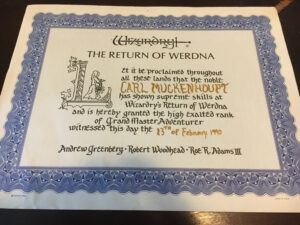 Wizardry!
THE RETURN OF WERDNA
Let it be proclaimed throughout
all these lands that the noble
CARL MUCKENHOUPT
has shown supreme skills at
Wizardry's Return of Werdna
and is hereby granted the high exalted rank
of Grand Master Adventurer
witnessed this day the 13th of February 1990
Andrew Greenberg · Robert Woodhead · Roe R. Adams III